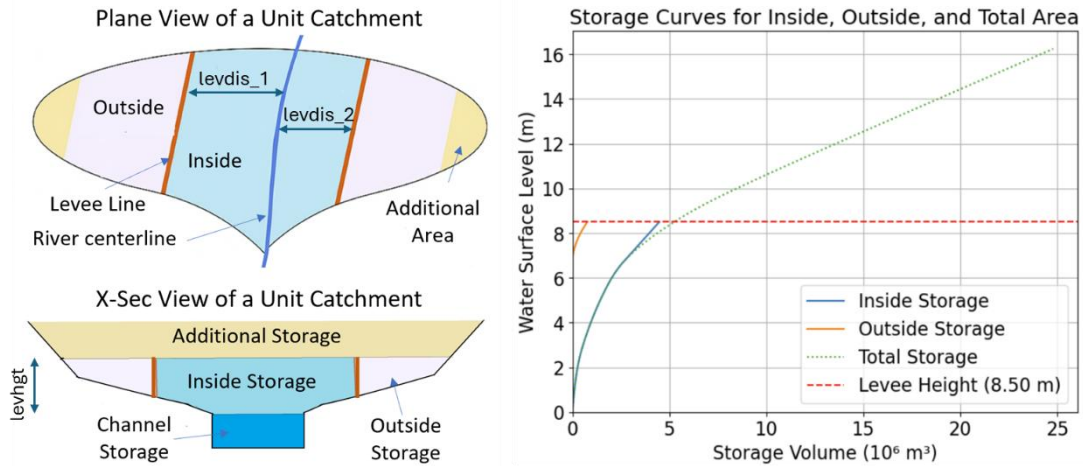 Plane View of a Unit Catchment
levdis_1
Outside
levdis_2
Inside
Levee Line
River centerline
Additional
Area
X-Sec View of a Unit Catchment
Additional Storage
levhgt
Inside Storage
Channel
Storage
Outside
Storage
Storage Curves for Inside, Outside, and Total Area
Water Surface Level (m)
16
14
12
10
8
6
4
2
0
Inside Storage
Outside Storage
Total Storage
Levee Height (8.50 m)
0 5 10 15 20 25
Storage Volume (10⁶ m³)